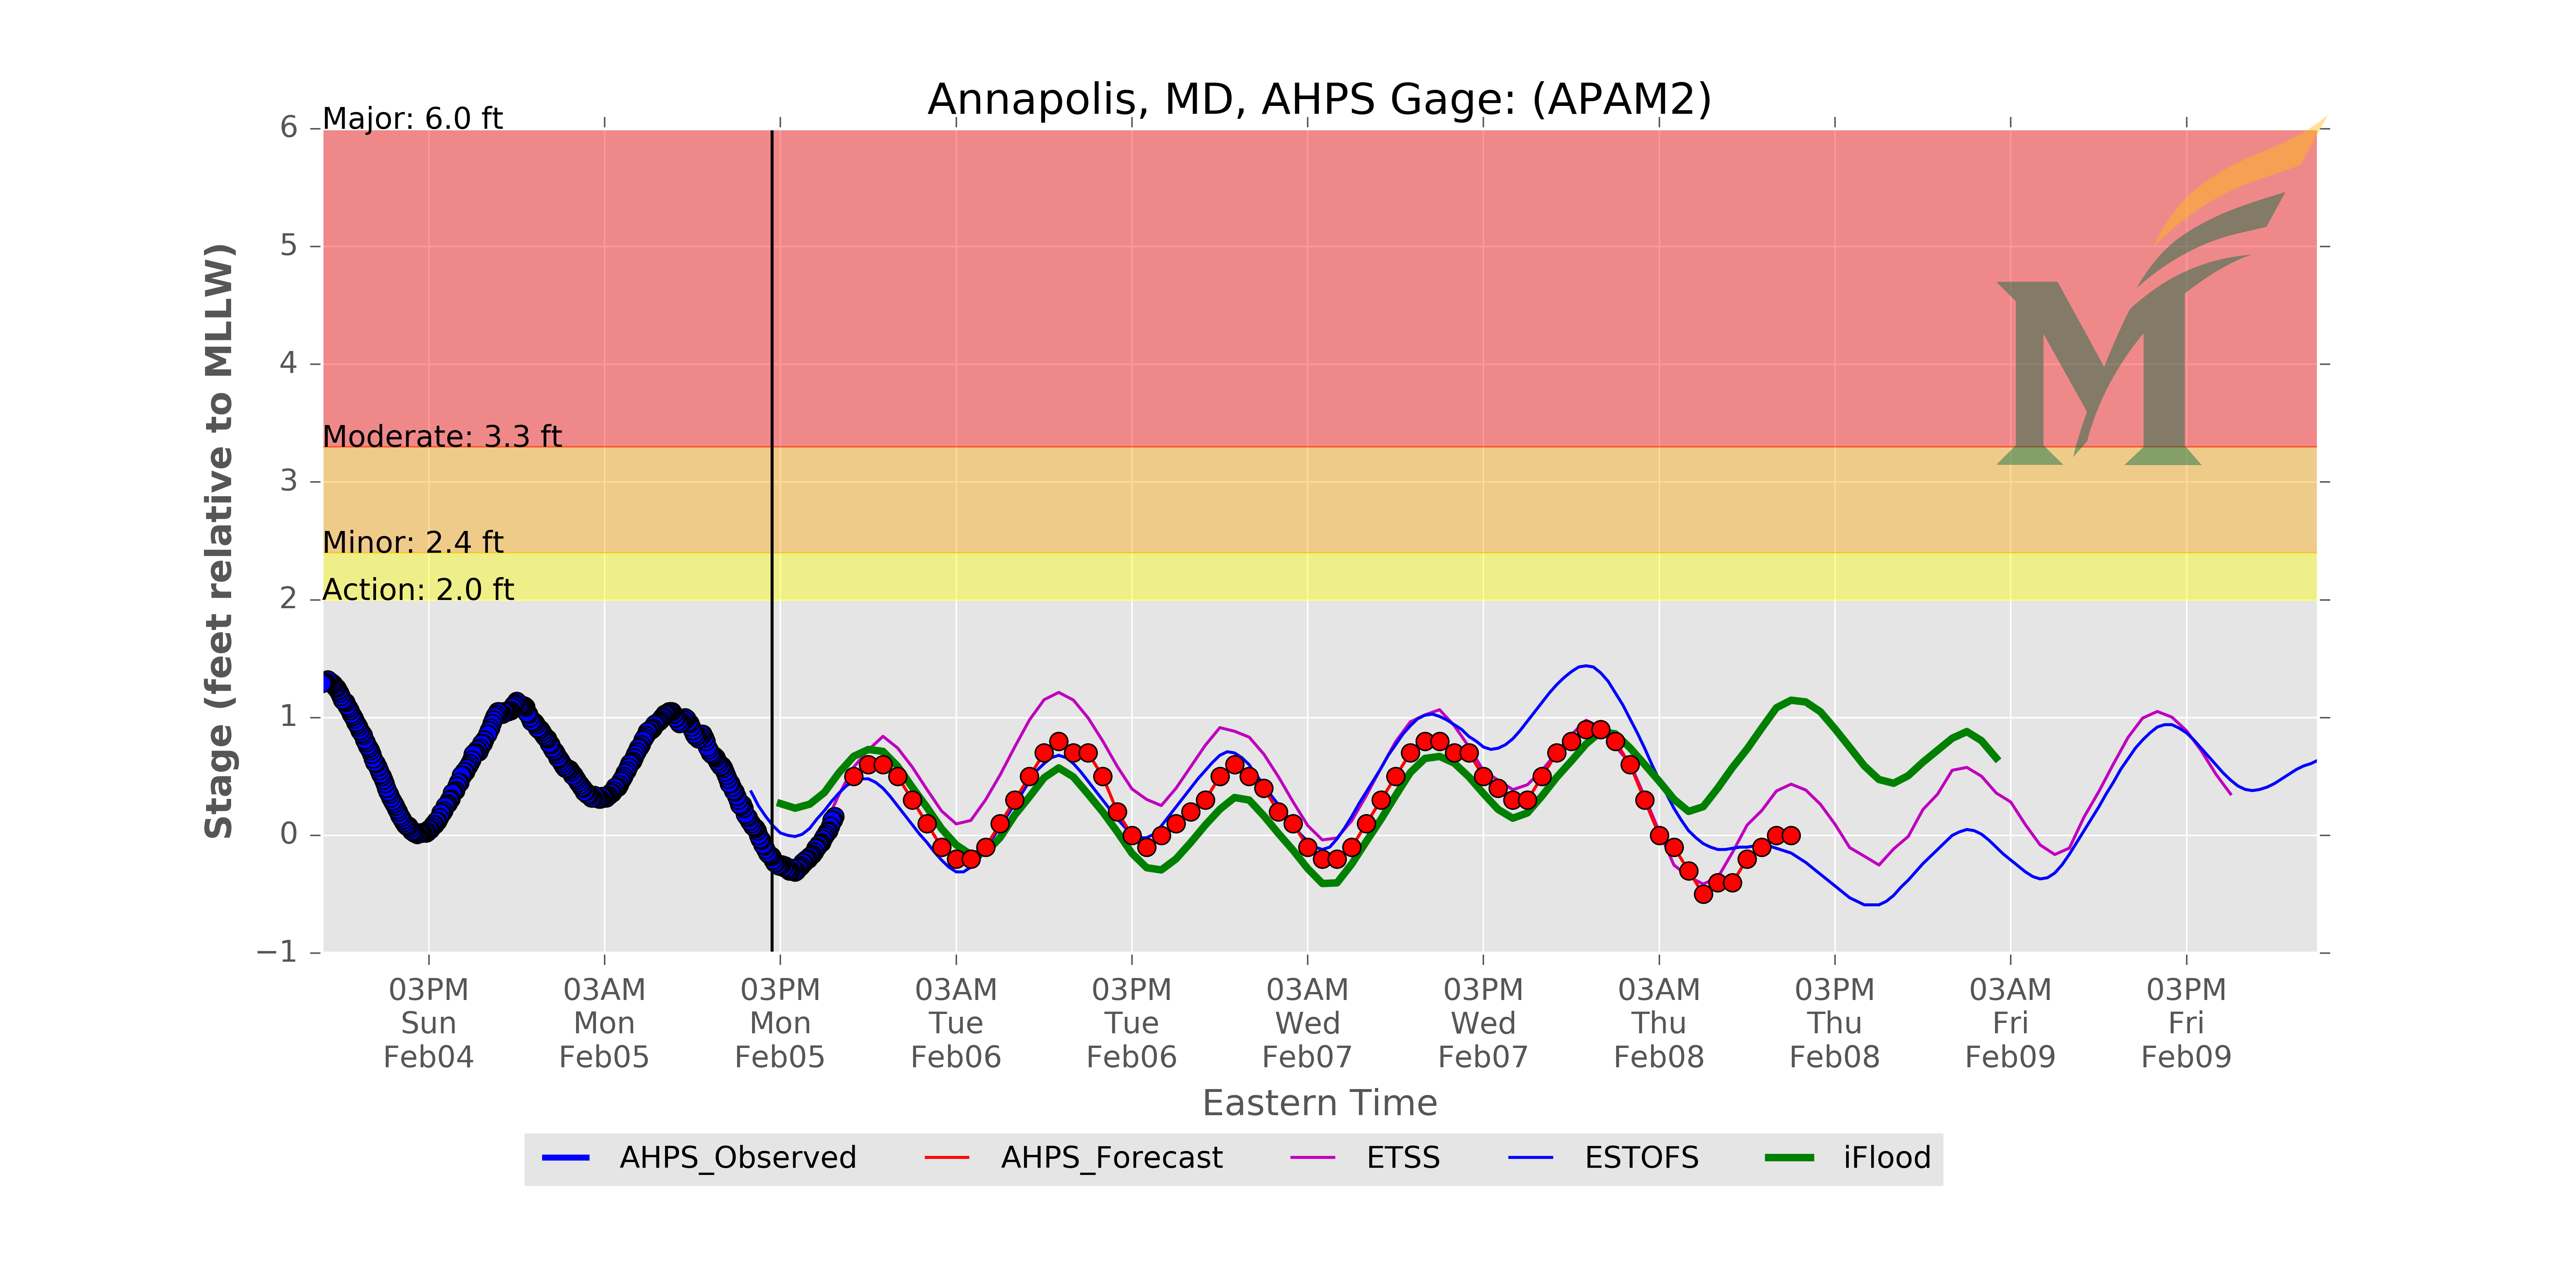 Annapolis, MD, AHPS Gage: (APAM2)
Major: 6.0 ft
Moderate: 3.3 ft
Minor: 2.4 ft
Action: 2.0 ft
Stage (feet relative to MLLW)
6
5
4
3
2
1
0
−1
03PM
Sun
Feb04
03AM
Mon
Feb05
03PM
Mon
Feb05
03AM
Tue
Feb06
03PM
Tue
Feb06
03AM
Wed
Feb07
03PM
Wed
Feb07
03AM
Thu
Feb08
03PM
Thu
Feb08
03AM
Fri
Feb09
03PM
Fri
Feb09
Eastern Time
AHPS_Observed
AHPS_Forecast
ETSS
ESTOFS
iFlood
M